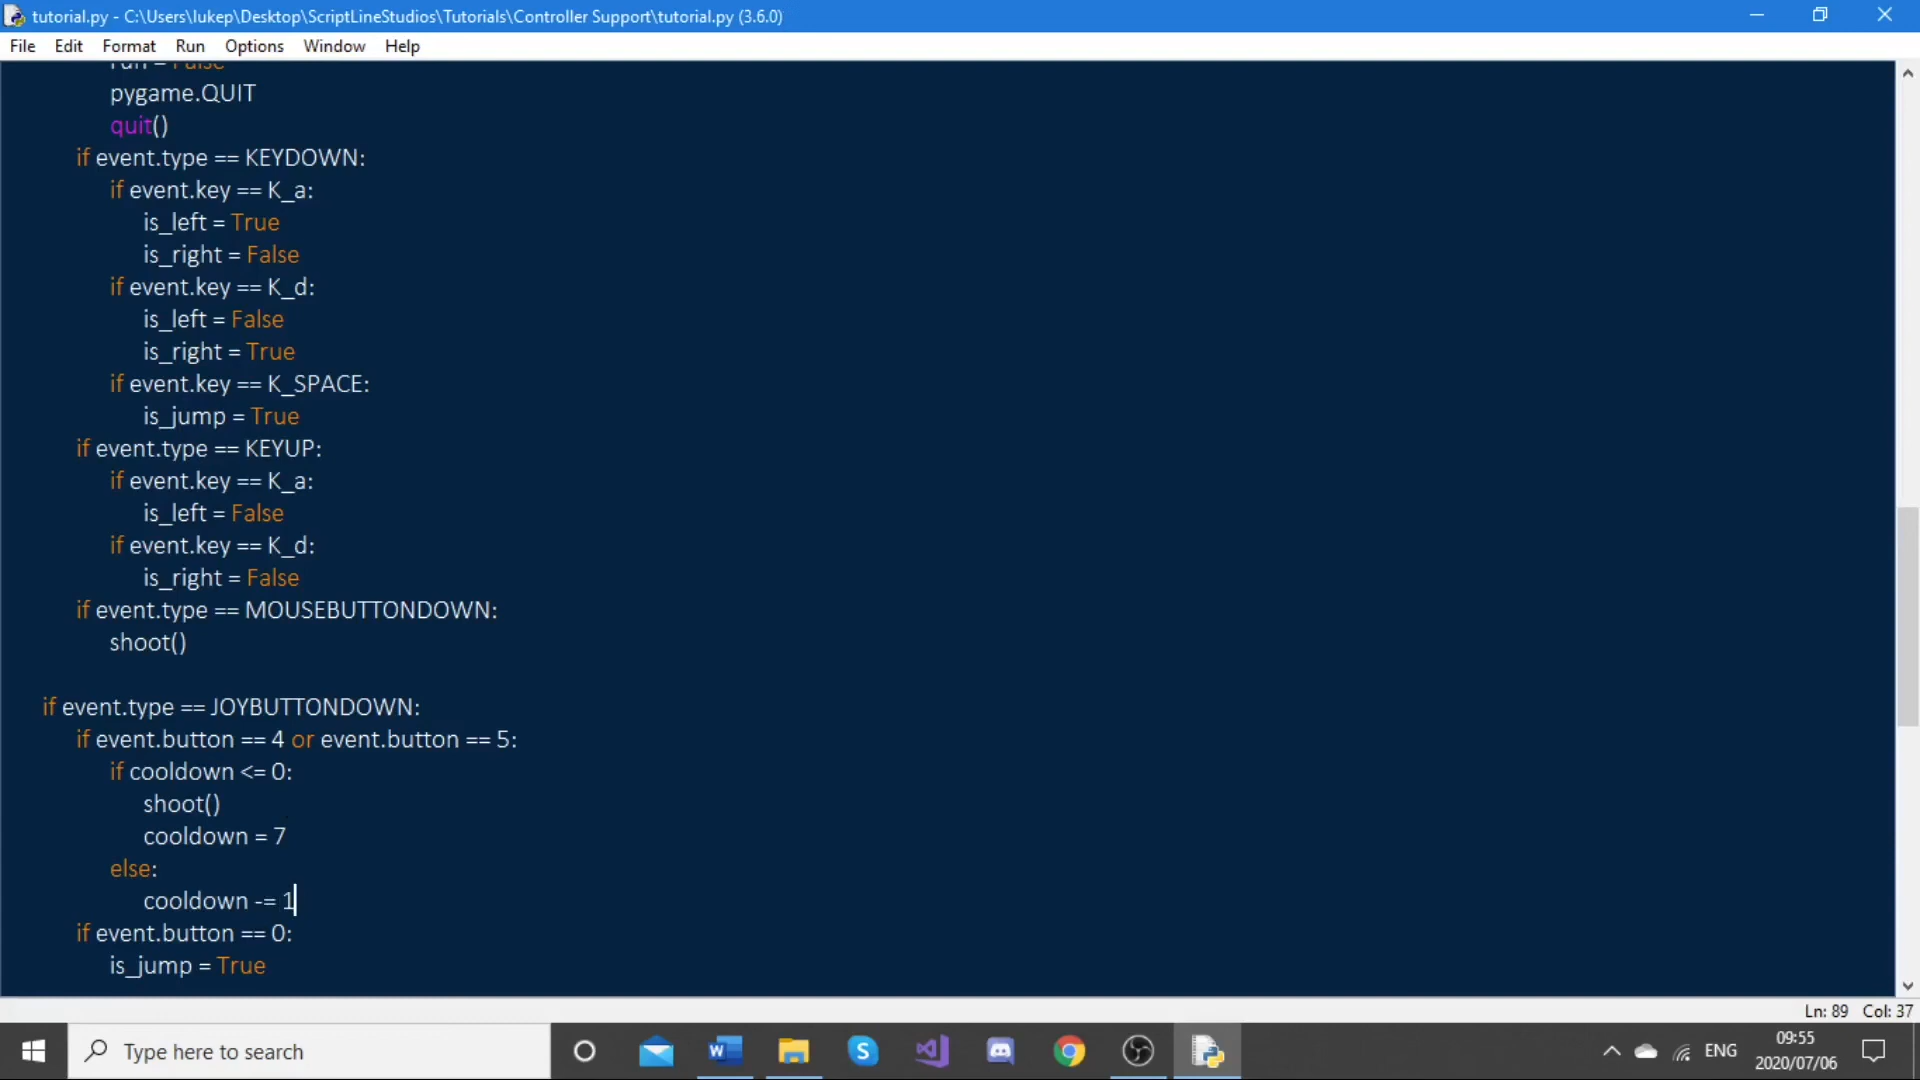 tutorial.py - C:\Users\lukep\Desktop\ScriptLineStudios\Tutorials\Controller Support\tutorial.py (3.6.0)
File Edit Format Run Options Window Help
run = False
pygame.QUIT
quit()
if event.type == KEYDOWN:
if event.key == K_a:
is_left = True
is_right = False
if event.key == K_d:
is_left = False
is_right = True
if event.key == K_SPACE:
is_jump = True
if event.type == KEYUP:
if event.key == K_a:
is_left = False
if event.key == K_d:
is_right = False
if event.type == MOUSEBUTTONDOWN:
shoot()
if event.type == JOYBUTTONDOWN:
if event.button == 4 or event.button == 5:
if cooldown <= 0:
shoot()
cooldown = 7
else:
cooldown -= 1
if event.button == 0:
is_jump = True
Ln: 89 Col: 37
Type here to search
ENG
09:55
2020/07/06